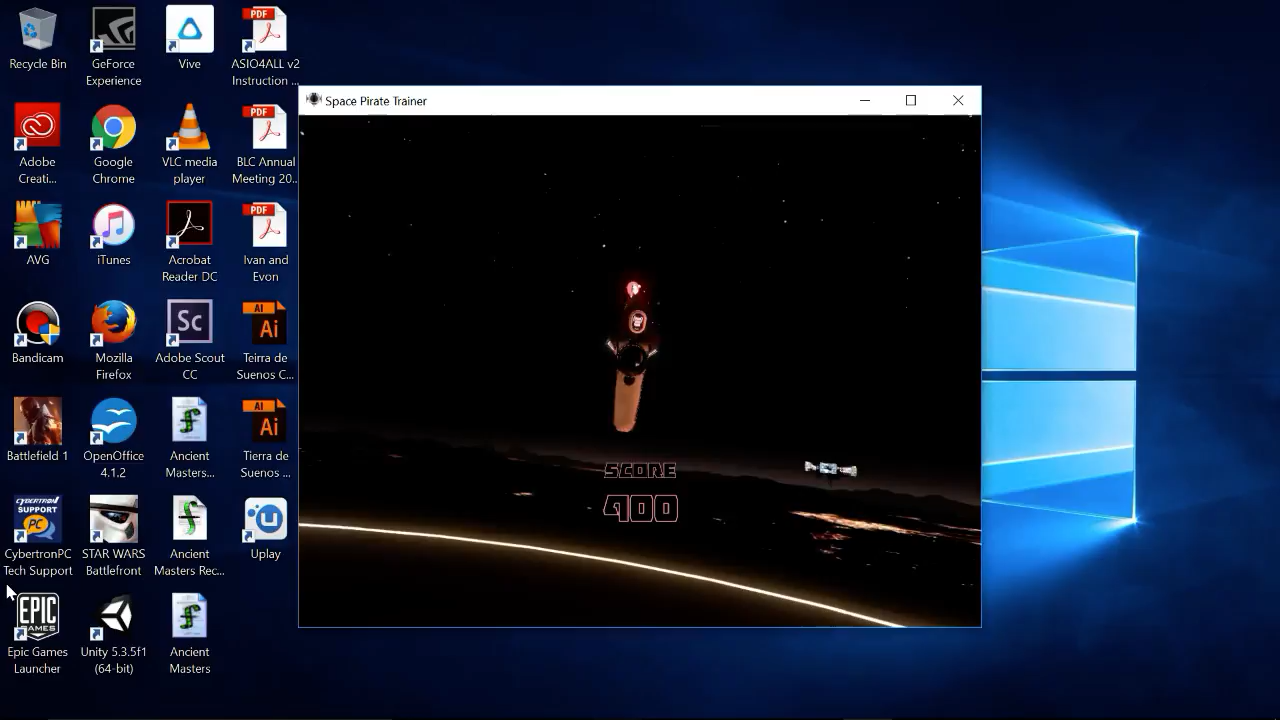 Recycle Bin
GeForce
Experience
Vive
PDF
ASIO4ALL v2
Instruction ...
Adobe
Creati...
Google
Chrome
VLC media
player
PDF
BLC Annual
Meeting 20...
AVG
iTunes
Acrobat
Reader DC
PDF
Ivan and
Evon
Bandicam
Mozilla
Firefox
Sc
Adobe Scout
CC
AI
Ai
Teirra de
Suenos C...
Battlefield 1
OpenOffice
4.1.2
Ancient
Masters...
AI
Ai
Tierra de
Suenos ...
CYBERTRON
SUPPORT
PC
CybertronPC
Tech Support
STAR WARS
Battlefront
Ancient
Masters Rec...
Uplay
EPIC
GAMES
Epic Games
Launcher
Unity 5.3.5f1
(64-bit)
Ancient
Masters
Space Pirate Trainer
SCORE
900